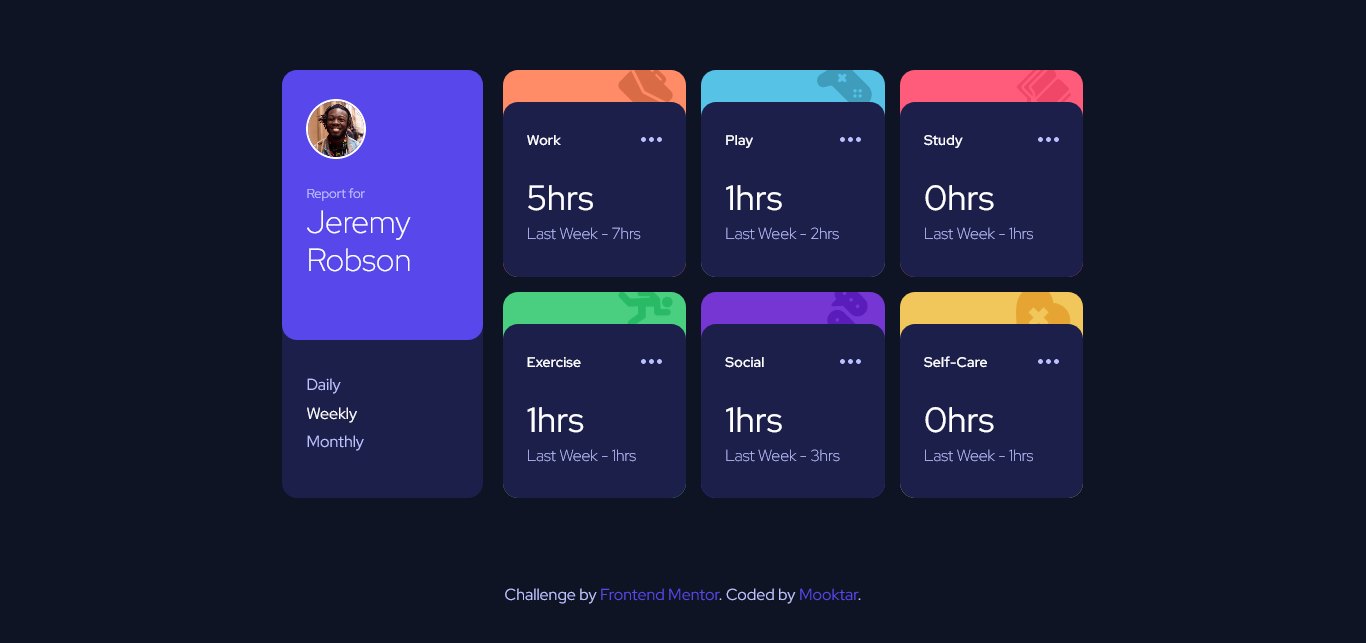 Report for
Jeremy
Robson
Daily
Weekly
Monthly
Work
5hrs
Last Week - 7hrs
Play
1hrs
Last Week - 2hrs
Study
0hrs
Last Week - 1hrs
Exercise
1hrs
Last Week - 1hrs
Social
1hrs
Last Week - 3hrs
Self-Care
0hrs
Last Week - 1hrs
Challenge by Frontend Mentor. Coded by Mooktar.